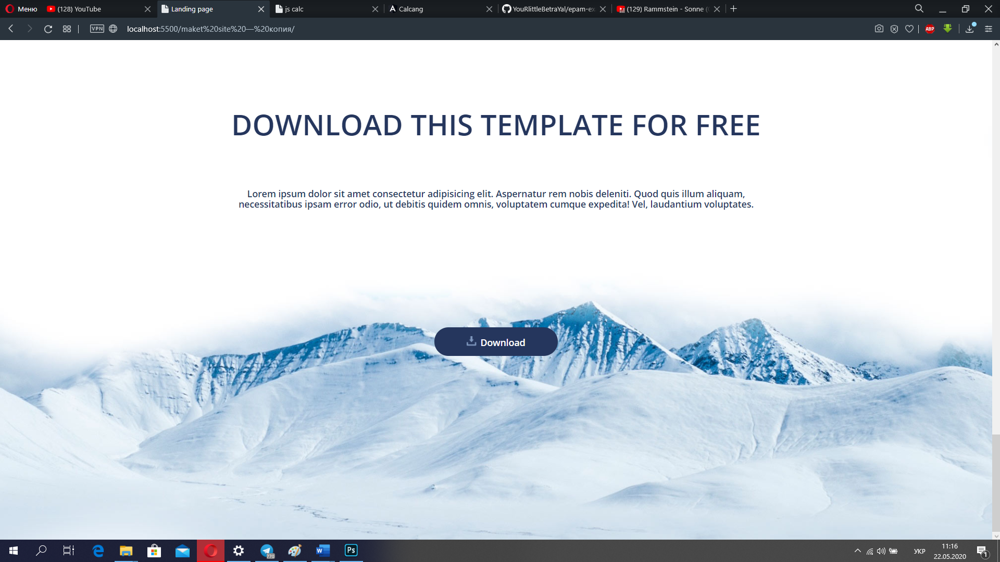 Меню
(128) YouTube
Landing page
js calc
Calcang
YouRlittleBetraYal/epam-ex
(129) Rammstein - Sonne (
VPN
localhost:5500/maket%20site%20—%20копия/
ABP
DOWNLOAD THIS TEMPLATE FOR FREE
Lorem ipsum dolor sit amet consectetur adipisicing elit. Aspernatur rem nobis deleniti. Quod quis illum aliquam,
necessitatibus ipsam error odio, ut debitis quidem omnis, voluptatem cumque expedita! Vel, laudantium voluptates.
Download
770
W
Ps
УКР
11:16
22.05.2020
1